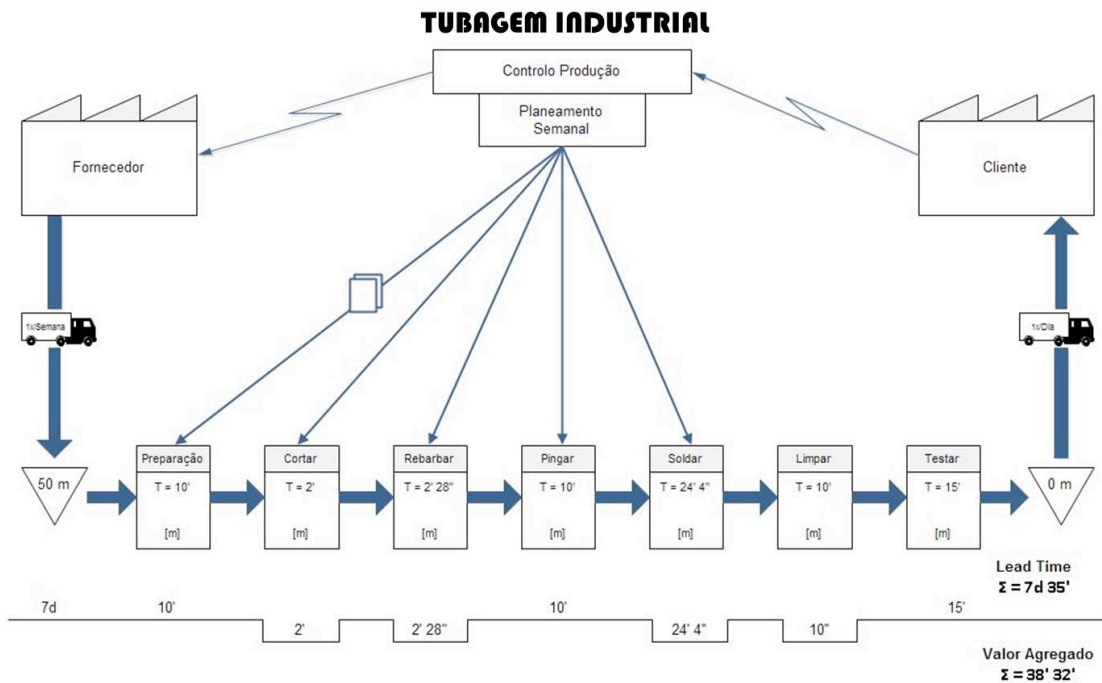 TUBAGEM INDUSTRIAL
Controlo Produção
Planeamento
Semanal
Fornecedor
Cliente
1x/Semana
1x/Dia
50 m
Preparação
T = 10'
[m]
Cortar
T = 2'
[m]
Rebarbar
T = 2' 28"
[m]
Pingar
T = 10'
[m]
Soldar
T = 24' 4"
[m]
Limpar
T = 10'
[m]
Testar
T = 15'
[m]
0 m
Lead Time
Σ = 7d 35'
7d
10'
2'
2' 28"
10'
24' 4"
10"
15'
Valor Agregado
Σ = 38' 32'